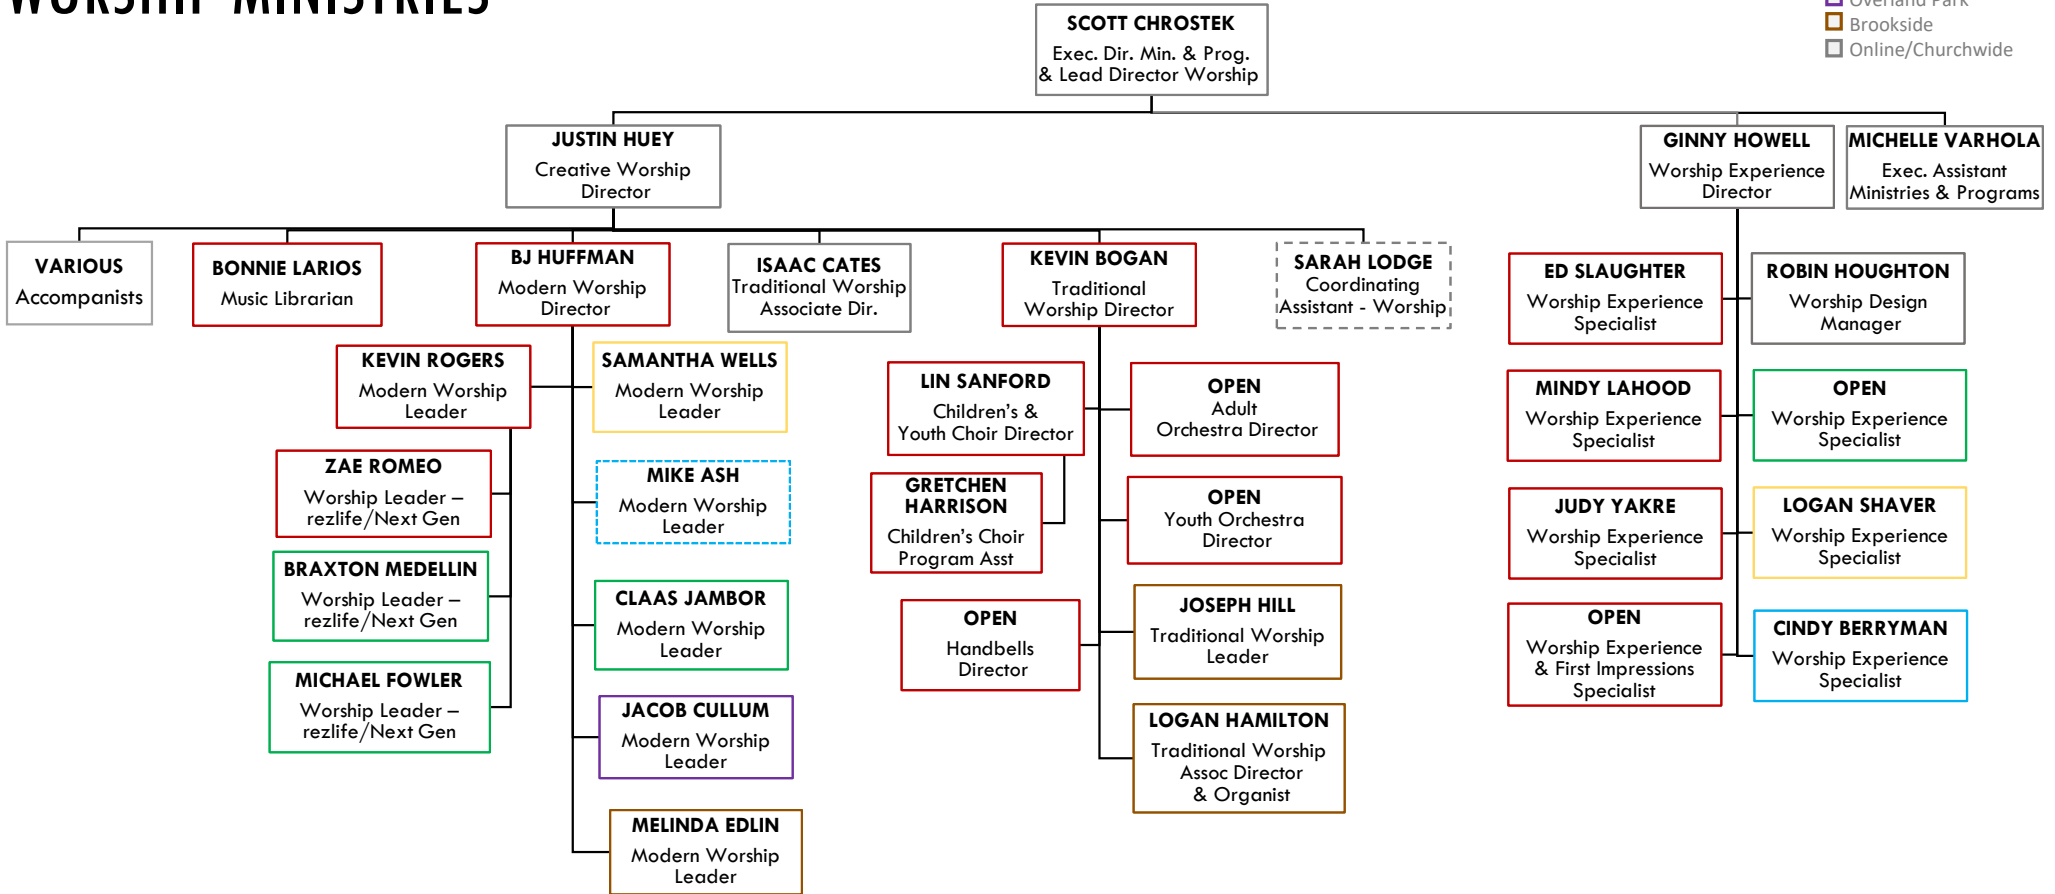 WORSHIP MINISTRIES
Overland Park
Brookside
Online/Churchwide
SCOTT CHROSTEK
Exec. Dir. Min. & Prog.
& Lead Director Worship
JUSTIN HUEY
Creative Worship
Director
GINNY HOWELL
Worship Experience
Director
MICHELLE VARHOLA
Exec. Assistant
Ministries & Programs
VARIOUS
Accompanists
BONNIE LARIOS
Music Librarian
BJ HUFFMAN
Modern Worship
Director
ISAAC CATES
Traditional Worship
Associate Dir.
KEVIN BOGAN
Traditional
Worship Director
SARAH LODGE
Coordinating
Assistant - Worship
KEVIN ROGERS
Modern Worship
Leader
SAMANTHA WELLS
Modern Worship
Leader
ZAE ROMEO
Worship Leader –
rezlife/Next Gen
MIKE ASH
Modern Worship
Leader
BRAXTON MEDELLIN
Worship Leader –
rezlife/Next Gen
CLAAS JAMBOR
Modern Worship
Leader
MICHAEL FOWLER
Worship Leader –
rezlife/Next Gen
JACOB CULLUM
Modern Worship
Leader
MELINDA EDLIN
Modern Worship
Leader
LIN SANFORD
Children's &
Youth Choir Director
OPEN
Adult
Orchestra Director
GRETCHEN
HARRISON
Children's Choir
Program Asst
OPEN
Youth Orchestra
Director
OPEN
Handbells
Director
JOSEPH HILL
Traditional Worship
Leader
LOGAN HAMILTON
Traditional Worship
Assoc Director
& Organist
ED SLAUGHTER
Worship Experience
Specialist
ROBIN HOUGHTON
Worship Design
Manager
MINDY LAHOOD
Worship Experience
Specialist
OPEN
Worship Experience
Specialist
JUDY YAKRE
Worship Experience
Specialist
LOGAN SHAVER
Worship Experience
Specialist
OPEN
Worship Experience
& First Impressions
Specialist
CINDY BERRYMAN
Worship Experience
Specialist